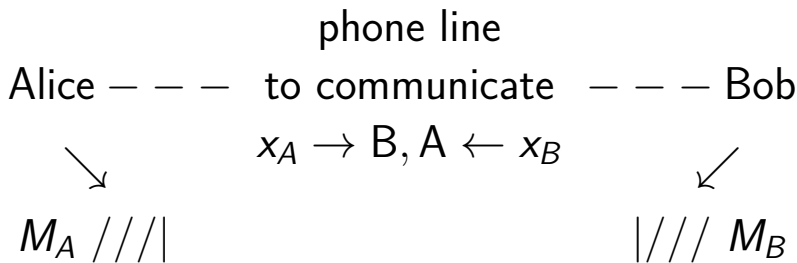 phone line
Alice − − − to communicate − − − Bob
x_A → B, A ← x_B
↘ ↙
M_A ///| |/// M_B